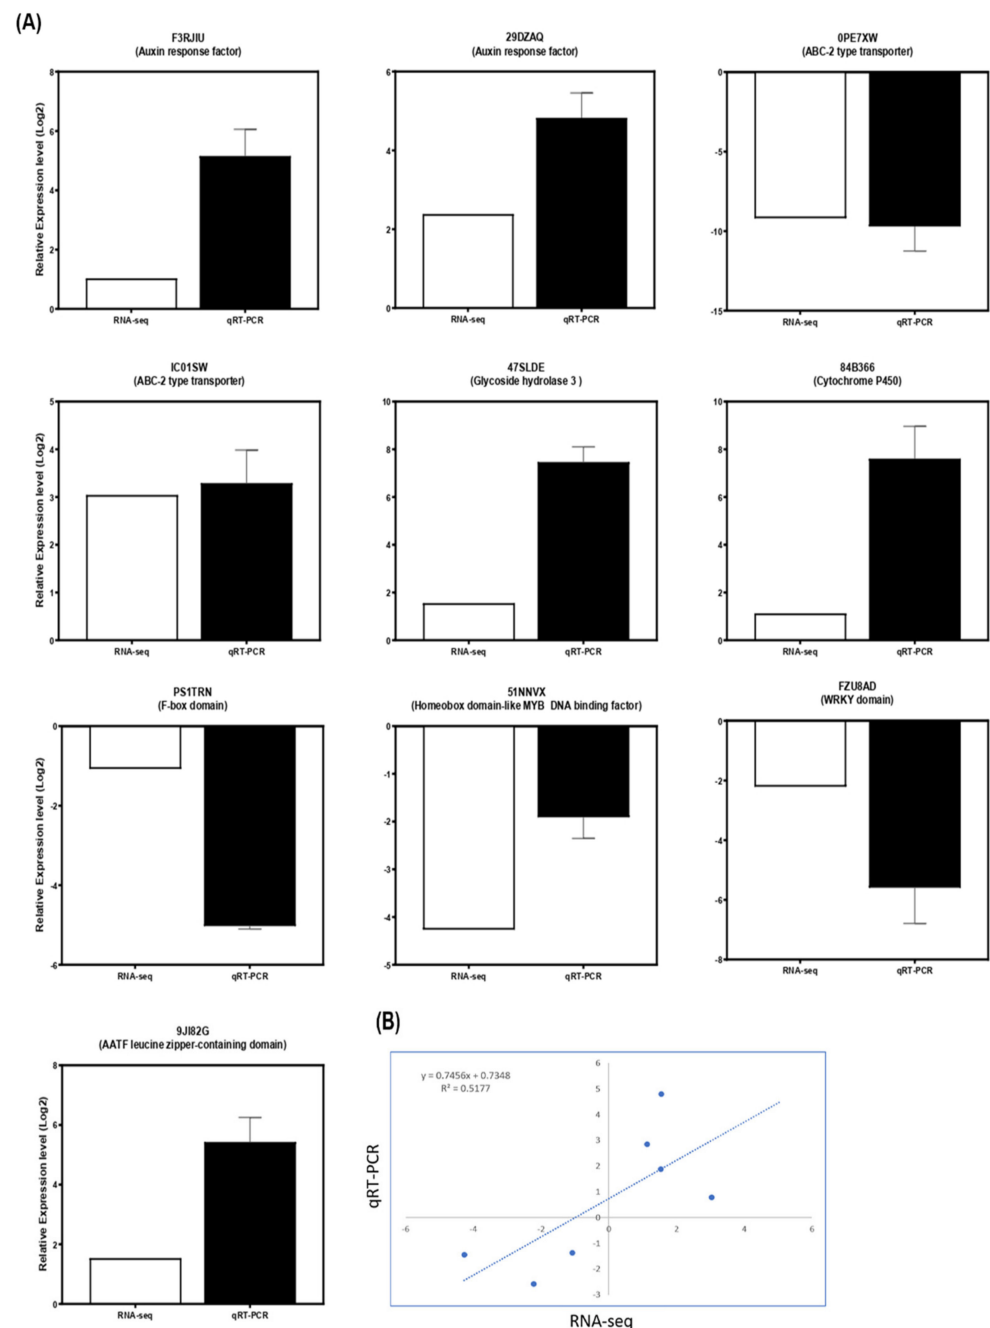 (A)
F3RJIU
(Auxin response factor)
Relative Expression level (Log2)
8
6
4
2
0
RNA-seq
qRT-PCR
29DZAQ
(Auxin response factor)
6
4
2
0
RNA-seq
qRT-PCR
0PE7XW
(ABC-2 type transporter)
0
-5
-10
-15
RNA-seq
qRT-PCR
IC01SW
(ABC-2 type transporter)
Relative Expression level (Log2)
5
4
3
2
1
0
RNA-seq
qRT-PCR
47SLDE
(Glycoside hydrolase 3 )
10
8
6
4
2
0
RNA-seq
qRT-PCR
84B366
(Cytochrome P450)
10
8
6
4
2
0
RNA-seq
qRT-PCR
PS1TRN
(F-box domain)
Relative Expression level (Log2)
0
-2
-4
-6
RNA-seq
qRT-PCR
51NNVX
(Homeobox domain-like MYB DNA binding factor)
0
-1
-2
-3
-4
-5
RNA-seq
qRT-PCR
FZU8AD
(WRKY domain)
0
-2
-4
-6
-8
RNA-seq
qRT-PCR
9JI82G
(AATF leucine zipper-containing domain)
Relative Expression level (Log2)
8
6
4
2
0
RNA-seq
qRT-PCR
(B)
y = 0.7456x + 0.7348
R² = 0.5177
qRT-PCR
6
5
4
3
2
1
0
-1
-2
-3
-6
-4
-2
0
2
4
6
RNA-seq